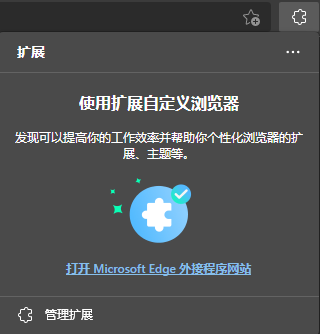 扩展
使用扩展自定义浏览器
发现可以提高你的工作效率并帮助你个性化浏览器的扩
展、主题等。
打开 Microsoft Edge 外接程序网站
管理扩展